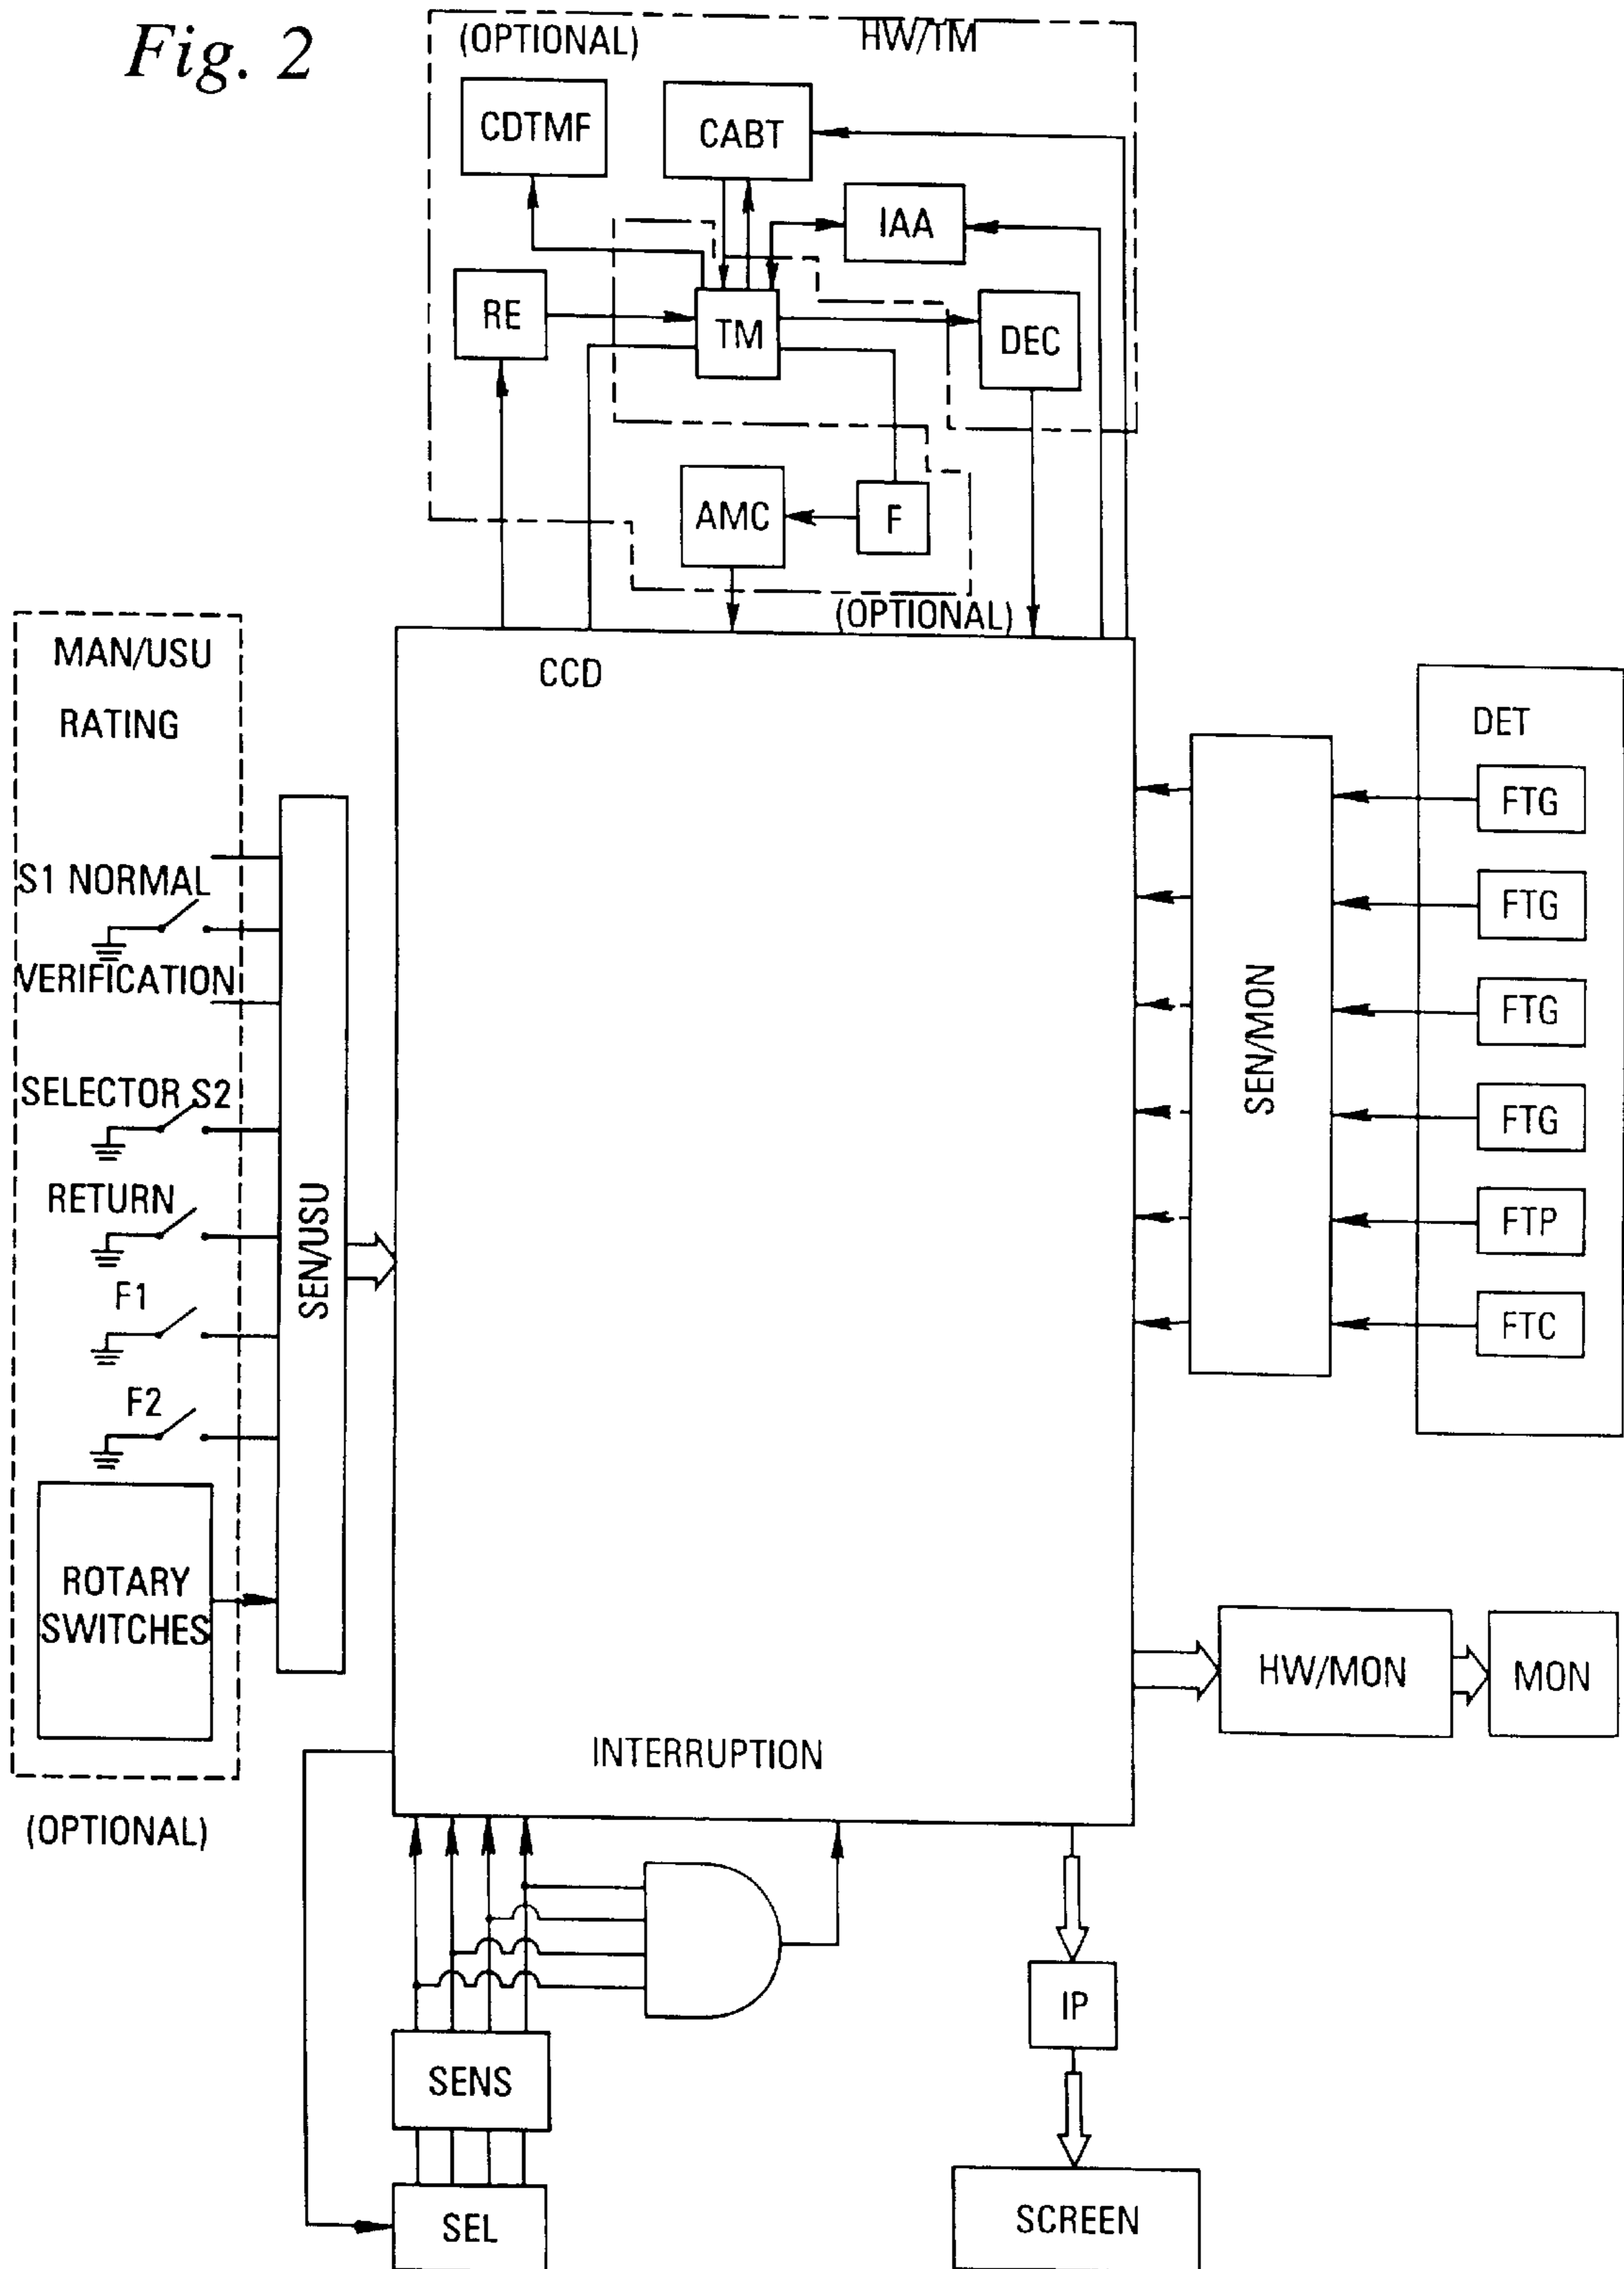 Fig. 2
(OPTIONAL)
HW/TM
CDTMF
CABT
IAA
RE
TM
DEC
AMC
F
(OPTIONAL)
CCD
MAN/USU
RATING
S1 NORMAL
VERIFICATION
SELECTOR S2
RETURN
F1
F2
ROTARY
SWITCHES
(OPTIONAL)
SEN/USU
SEN/MON
DET
FTG
FTG
FTG
FTG
FTP
FTC
HW/MON
MON
INTERRUPTION
SENS
SEL
IP
SCREEN